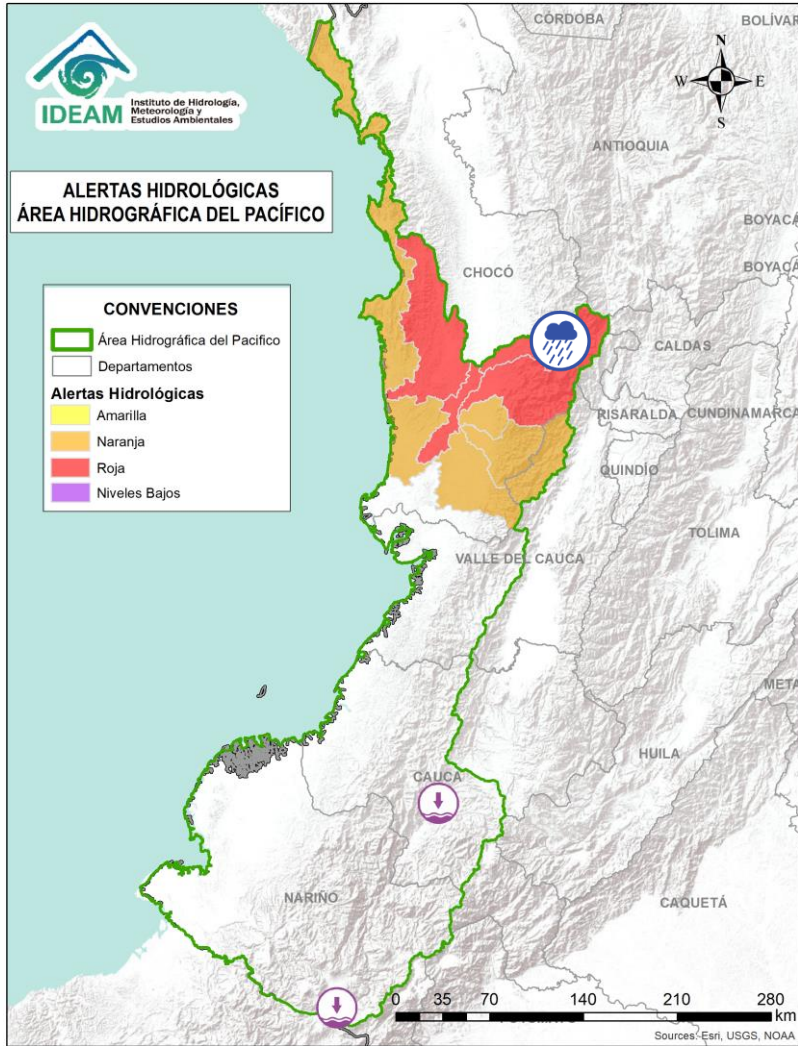 IDEAM
Instituto de Hidrología,
Meteorología y
Estudios Ambientales
ALERTAS HIDROLÓGICAS
ÁREA HIDROGRÁFICA DEL PACÍFICO
CONVENCIONES
Área Hidrográfica del Pacifico
Departamentos
Alertas Hidrológicas
Amarilla
Naranja
Roja
Niveles Bajos
N
W
E
S
CÓRDOBA
BOLÍVAR
ANTIOQUIA
BOYACÁ
CHOCÓ
BOYACÁ
CALDAS
RISARALDA
CUNDINAMARCA
QUINDÍO
TOLIMA
VALLE DEL CAUCA
META
HUILA
CAUCA
NARIÑO
CAQUETÁ
0 35 70 140 210 280
km
Sources: Esri, USGS, NOAA